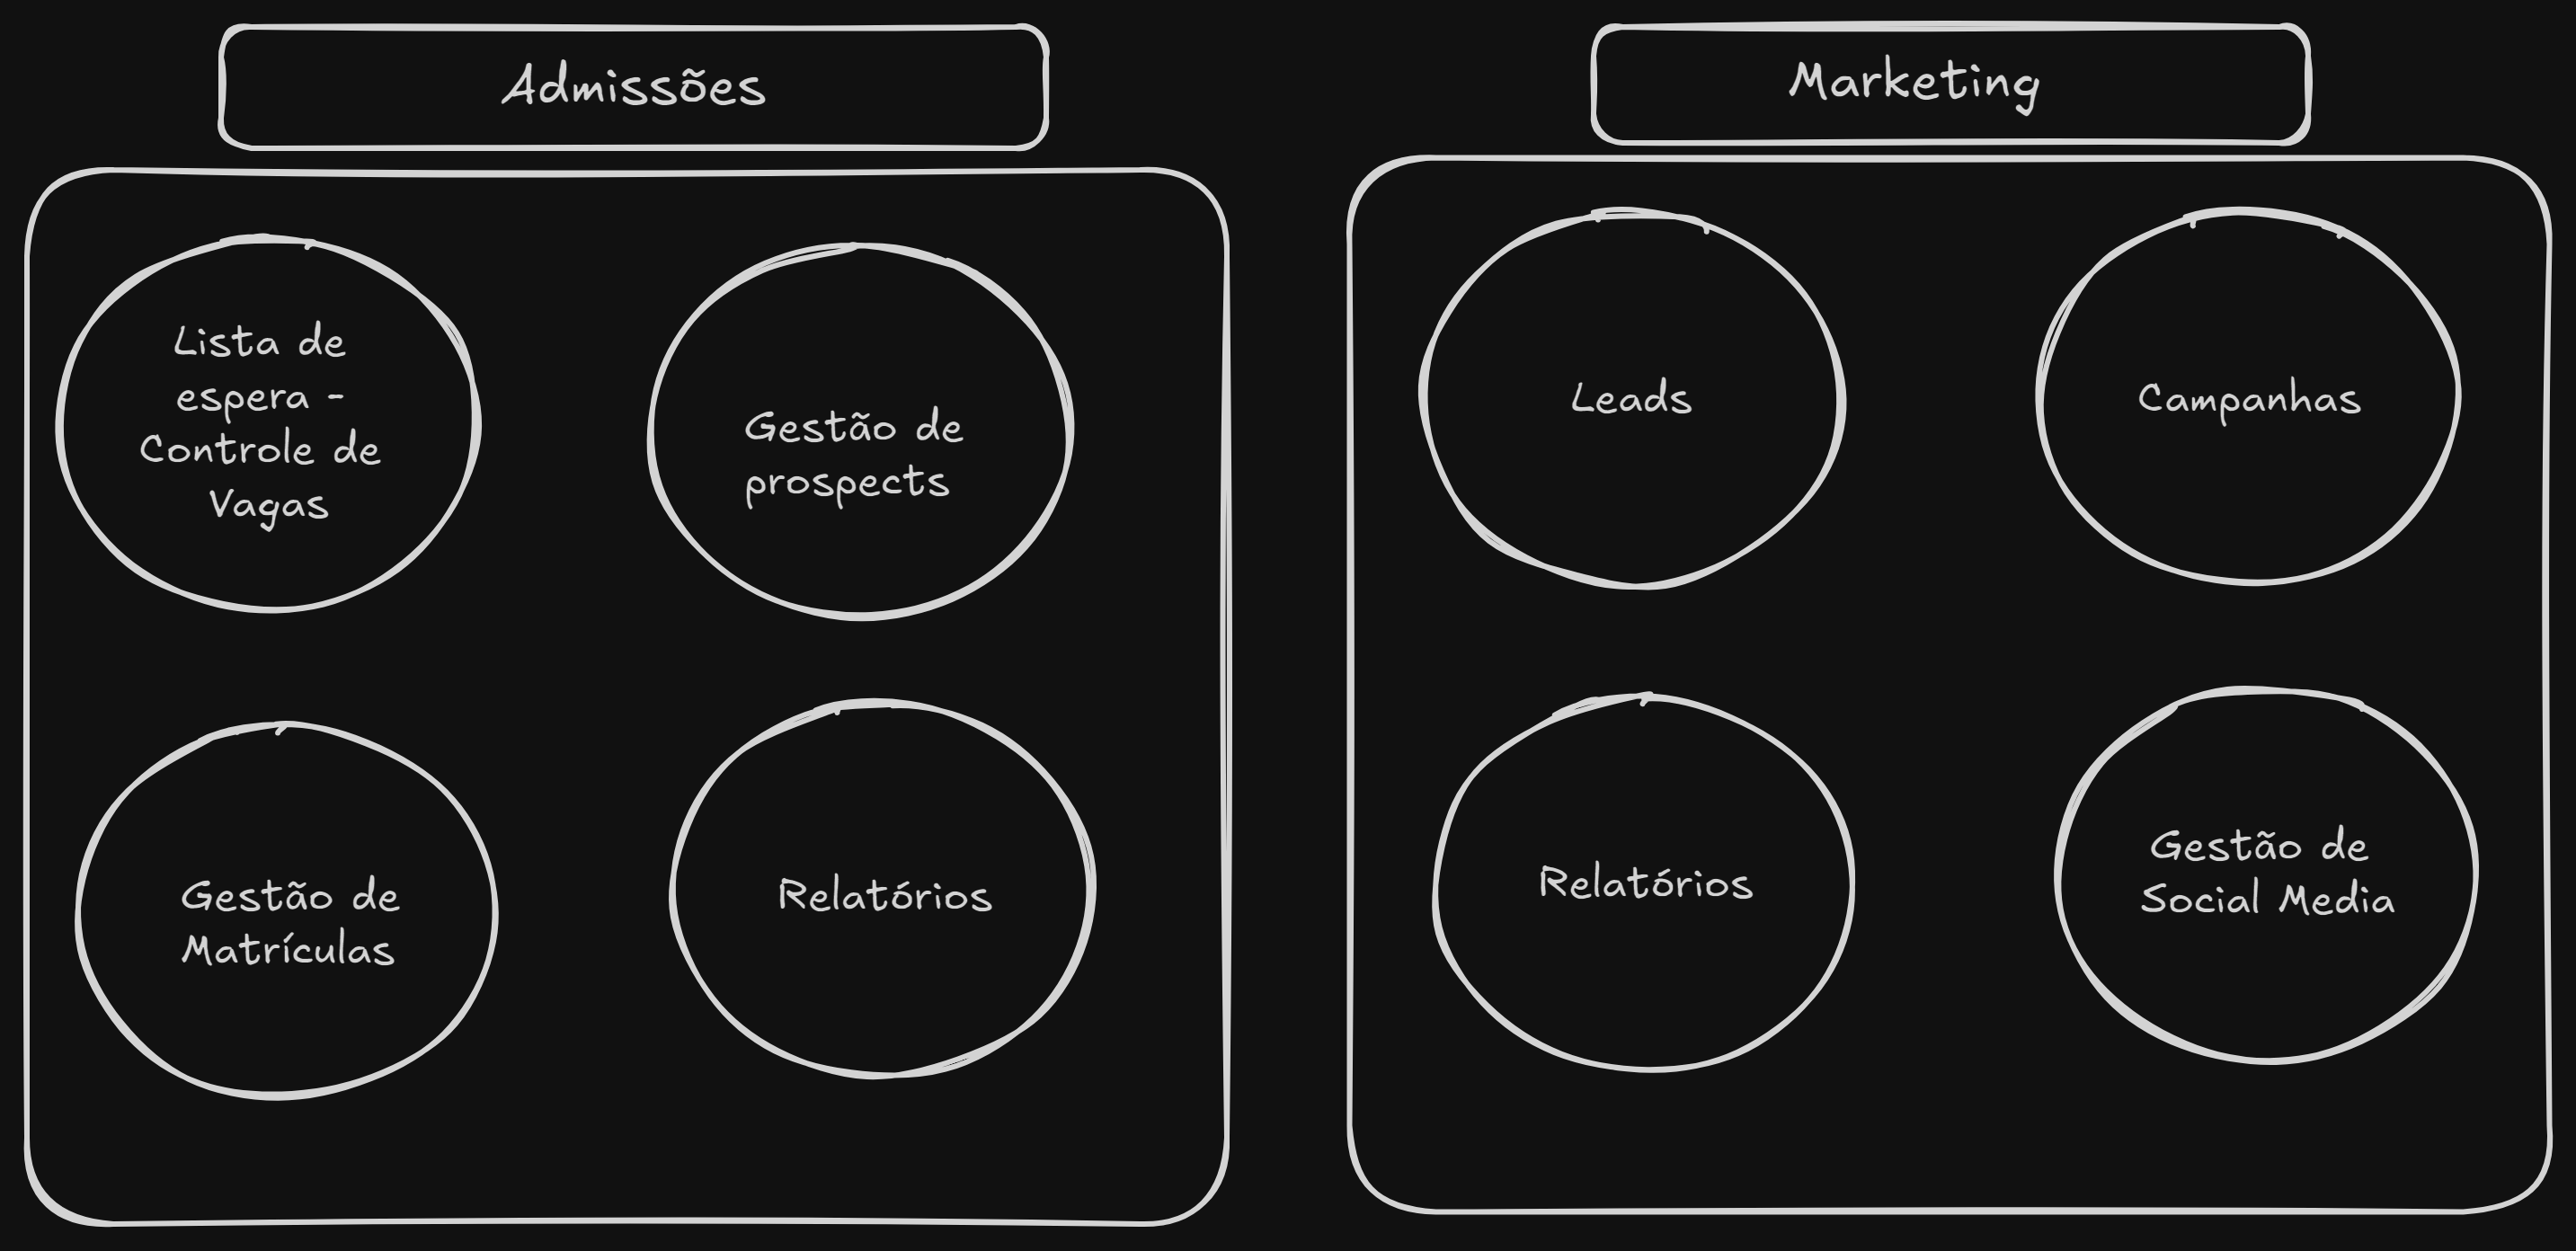 Admissões
Lista de
espera -
Controle de
Vagas
Gestão de
prospects
Gestão de
Matrículas
Relatórios
Marketing
Leads
Campanhas
Relatórios
Gestão de
Social Media